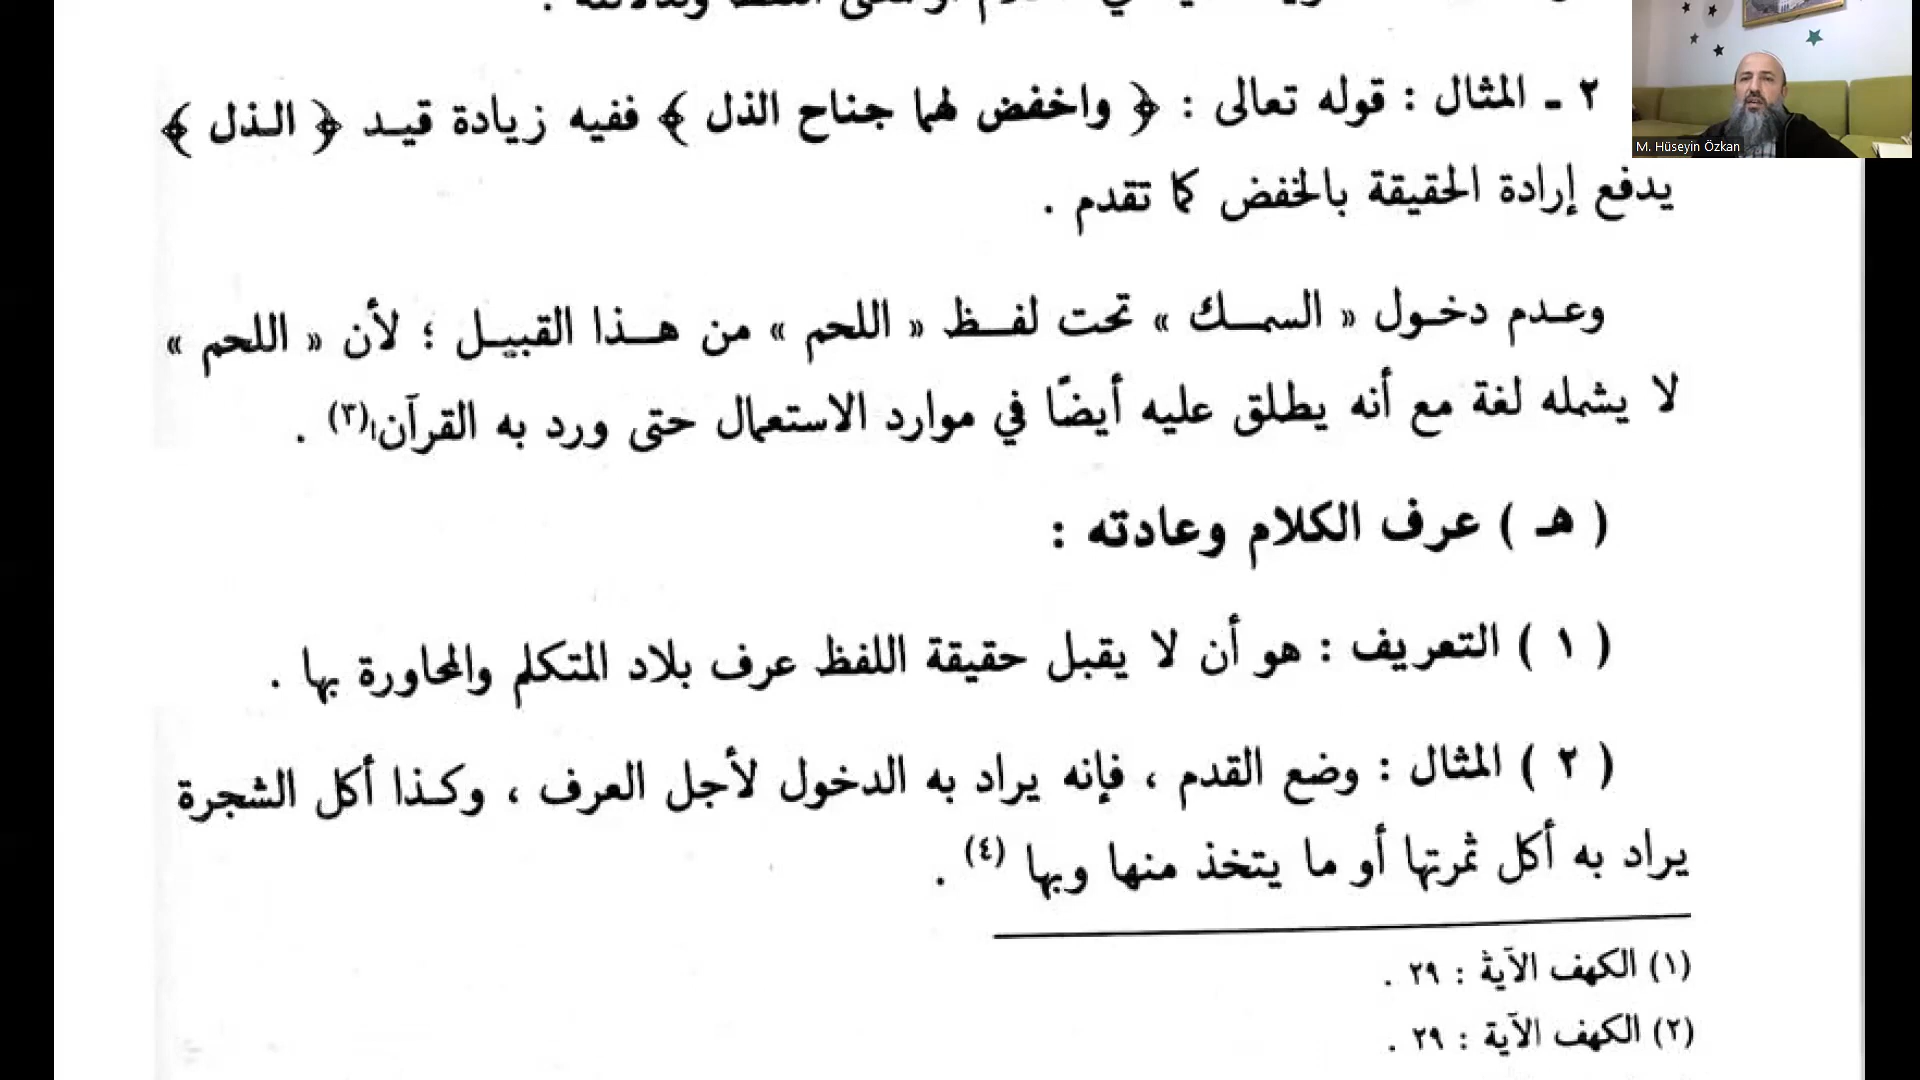 ٢ - المثال : قوله تعالى : ﴿ واخفض لهما جناح الذل ﴾ ففيه زيادة قيد ﴿ الذل ﴾
يدفع إرادة الحقيقة بالخفض كما تقدم .
وعدم دخول « السمك » تحت لفظ « اللحم » من هذا القبيل ؛ لأن « اللحم »
لا يشمله لغة مع أنه يطلق عليه أيضًا في موارد الاستعمال حتى ورد به القرآن(٣) .
( هـ ) عرف الكلام وعادته :
( ١ ) التعريف : هو أن لا يقبل حقيقة اللفظ عرف بلاد المتكلم والمحاورة بها .
( ٢ ) المثال : وضع القدم ، فإنه يراد به الدخول لأجل العرف ، وكذا أكل الشجرة
يراد به أكل ثمرتها أو ما يتخذ منها وبها (٤) .
(١) الكهف الآية : ٢٩ .
(٢) الكهف الآية : ٢٩ .
M. Hüseyin Özkan